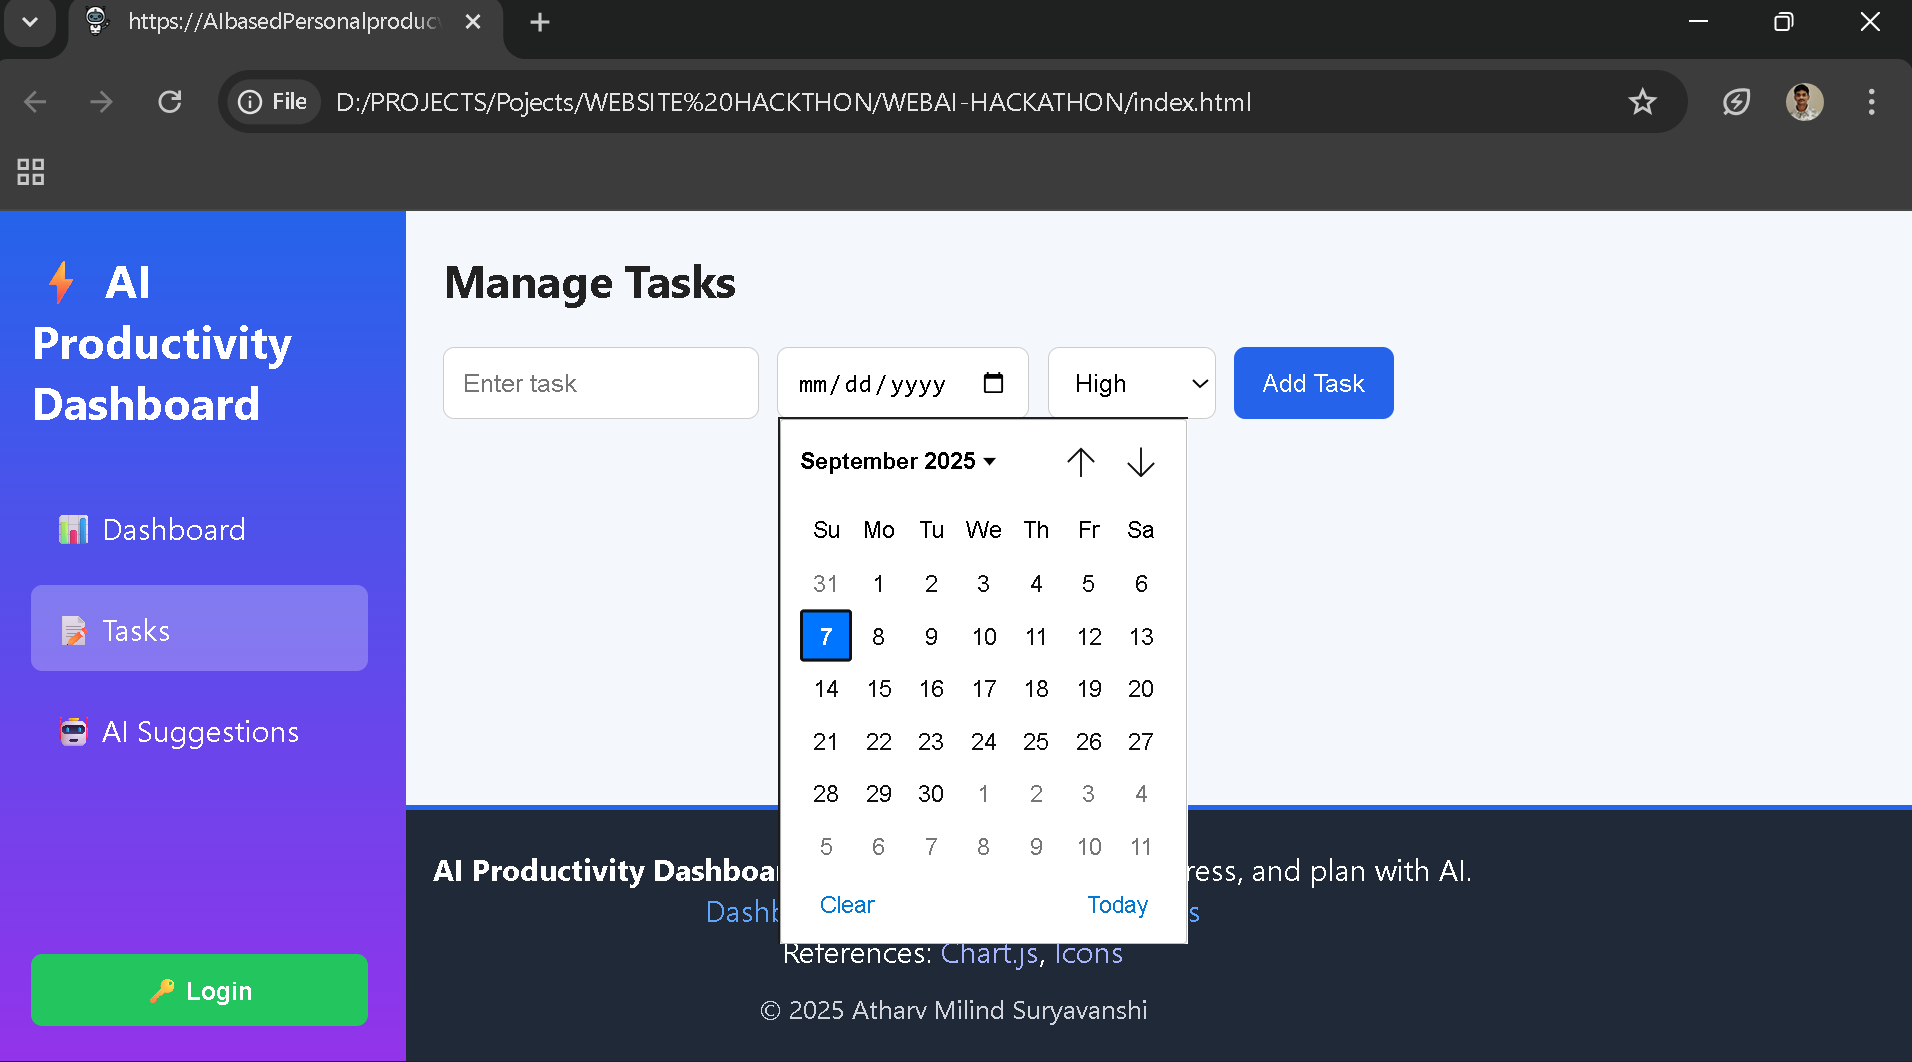 https://AIbasedPersonalproduc
File
D:/PROJECTS/Pojects/WEBSITE%20HACKTHON/WEBAI-HACKATHON/index.html
AI
Productivity
Dashboard
Dashboard
Tasks
AI Suggestions
Login
Manage Tasks
Enter task
mm/dd/yyyy
High
Add Task
September 2025
Su Mo Tu We Th Fr Sa
31 1 2 3 4 5 6
7 8 9 10 11 12 13
14 15 16 17 18 19 20
21 22 23 24 25 26 27
28 29 30 1 2 3 4
5 6 7 8 9 10 11
Clear Today
AI Productivity Dashboa ress, and plan with AI.
Dashb s
References: Chart.js, Icons
© 2025 Atharv Milind Suryavanshi